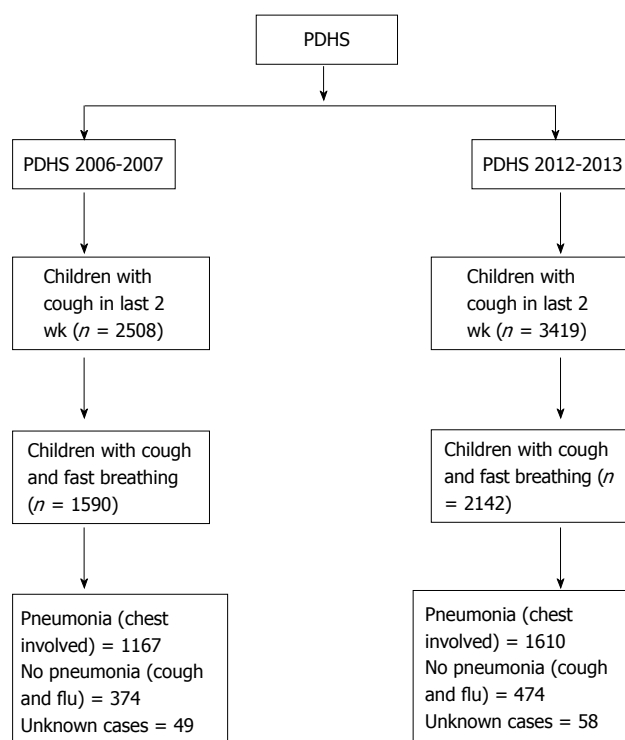 PDHS
PDHS 2006-2007
PDHS 2012-2013
Children with
cough in last 2
wk (n = 2508)
Children with
cough in last 2
wk (n = 3419)
Children with cough
and fast breathing
(n = 1590)
Children with cough
and fast breathing (n
= 2142)
Pneumonia (chest
involved) = 1167
No pneumonia (cough
and flu) = 374
Unknown cases = 49
Pneumonia (chest
involved) = 1610
No pneumonia (cough
and flu) = 474
Unknown cases = 58